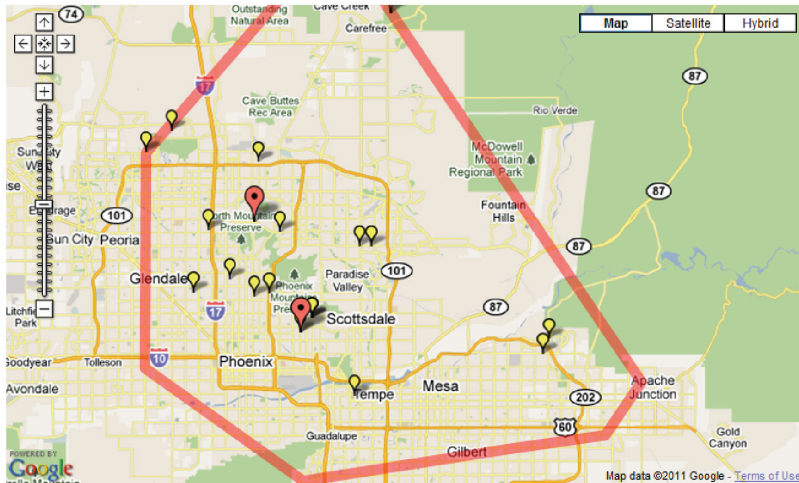 74
Outstanding
Natural Area
Cave Creek
Carefree
Map
Satellite
Hybrid
17
87
Cave Buttes
Rec Area
Rio Verde
McDowell
Mountain
Regional Park
Sun City
West
87
Fountain
Hills
101
North Mountain
Preserve
Sun City
Peoria
87
101
Glendale
Phoenix
Mountain
Paradise
Valley
17
87
Litchfield
Park
Scottsdale
10
Goodyear
Tolleson
Phoenix
Avondale
Tempe
Mesa
202
Apache
Junction
60
Guadalupe
Gilbert
Gold
Canyon
POWERED BY
Google
Map data ©2011 Google - Terms of Use